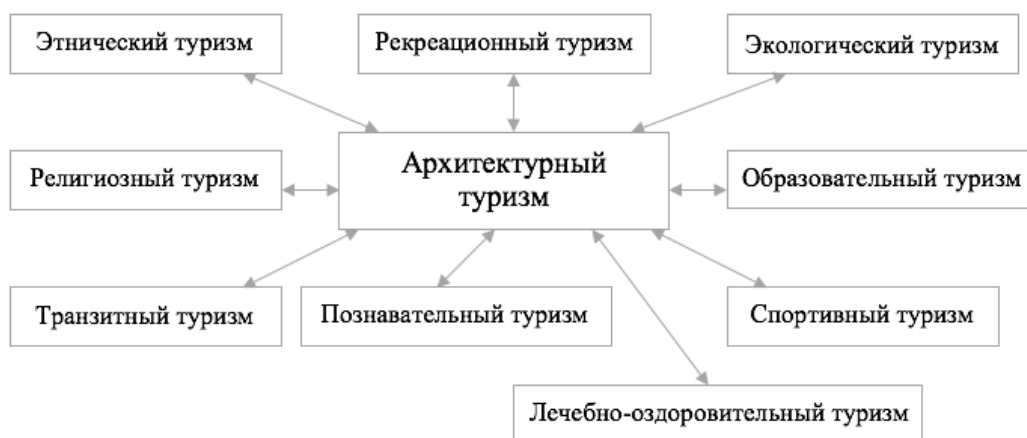 Этнический туризм
Рекреационный туризм
Экологический туризм
Архитектурный
туризм
Религиозный туризм
Образовательный туризм
Транзитный туризм
Познавательный туризм
Спортивный туризм
Лечебно-оздоровительный туризм